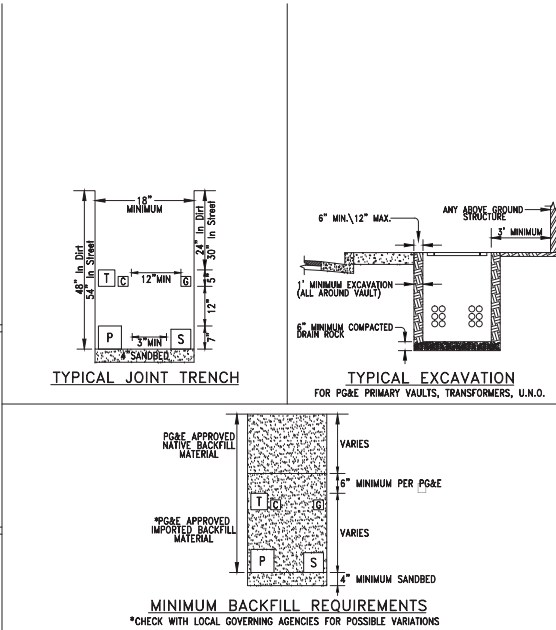 18"
MINIMUM
48" In Dirt
54" In Street
24" In Dirt
30" In Street
T
C
12"MIN
G
5"
12"
P
3"MIN
S
7"
4"SANDBED
TYPICAL JOINT TRENCH
6" MIN.\12" MAX.
ANY ABOVE GROUND
STRUCTURE
3' MINIMUM
1' MINIMUM EXCAVATION
(ALL AROUND VAULT)
6" MINIMUM COMPACTED
DRAIN ROCK
TYPICAL EXCAVATION
FOR PG&E PRIMARY VAULTS, TRANSFORMERS, U.N.O.
PG&E APPROVED
NATIVE BACKFILL
MATERIAL
VARIES
6" MINIMUM PER PG&E
T
C
G
*PG&E APPROVED
IMPORTED BACKFILL
MATERIAL
VARIES
P
S
4" MINIMUM SANDBED
MINIMUM BACKFILL REQUIREMENTS
*CHECK WITH LOCAL GOVERNING AGENCIES FOR POSSIBLE VARIATIONS